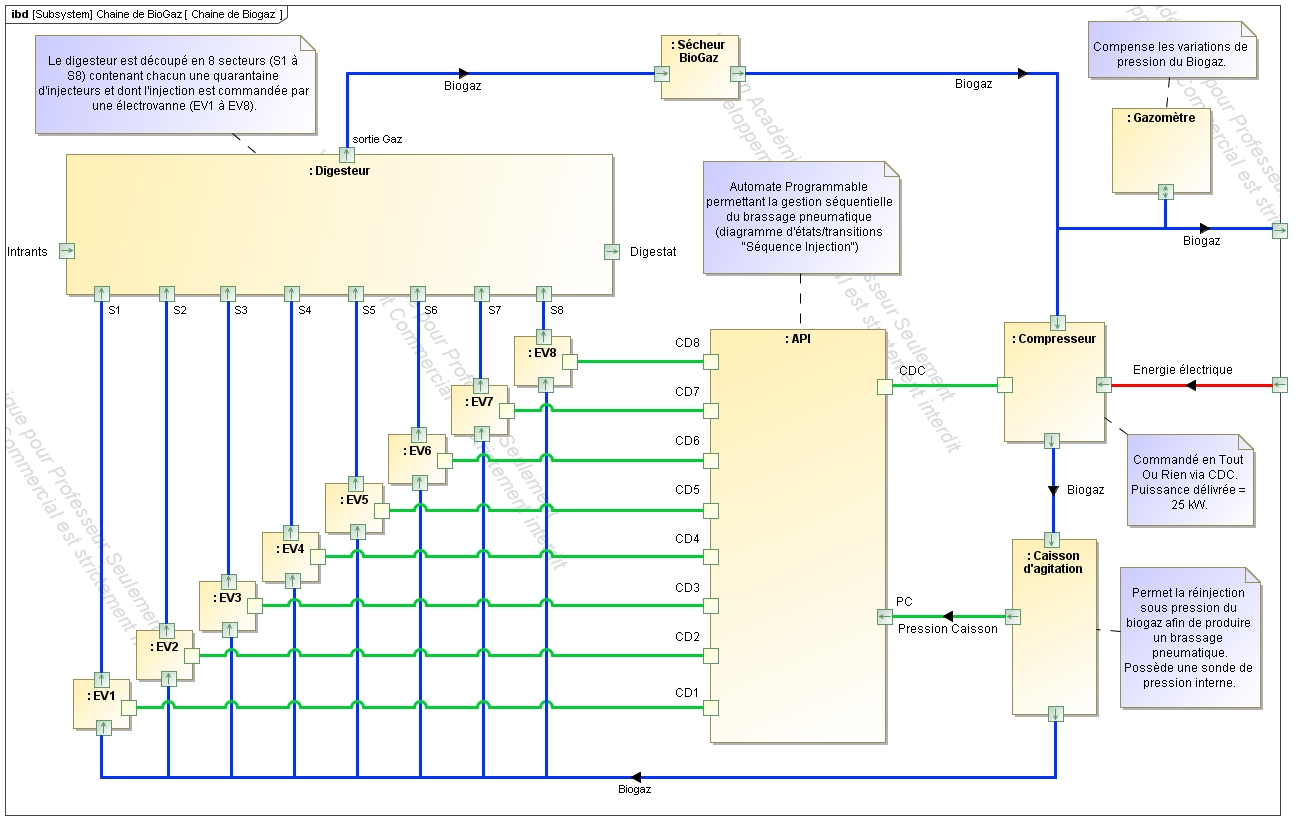 ibd [Subsystem] Chaine de BioGaz [ Chaine de Biogaz ]
Le digesteur est découpé en 8 secteurs (S1 à
S8) contenant chacun une quarantaine
d'injecteurs et dont l'injection est commandée par
une électrovanne (EV1 à EV8).
: Sécheur
BioGaz
Compense les variations de
pression du Biogaz.
Biogaz
Biogaz
: Gazomètre
sortie Gaz
: Digesteur
Automate Programmable
permettant la gestion séquentielle
du brassage pneumatique
(diagramme d'états/transitions
"Séquence Injection")
Intrants
Digestat
Biogaz
S1
S2
S3
S4
S5
S6
S7
S8
: API
: Compresseur
CD8
: EV8
CDC
Energie électrique
CD7
: EV7
CD6
: EV6
Commandé en Tout
Ou Rien via CDC.
Puissance délivrée =
25 kW.
CD5
: EV5
Biogaz
CD4
: EV4
: Caisson
d'agitation
CD3
: EV3
PC
Pression Caisson
Permet la réinjection
sous pression du
biogaz afin de produire
un brassage
pneumatique.
Possède une sonde de
pression interne.
CD2
: EV2
CD1
: EV1
Biogaz